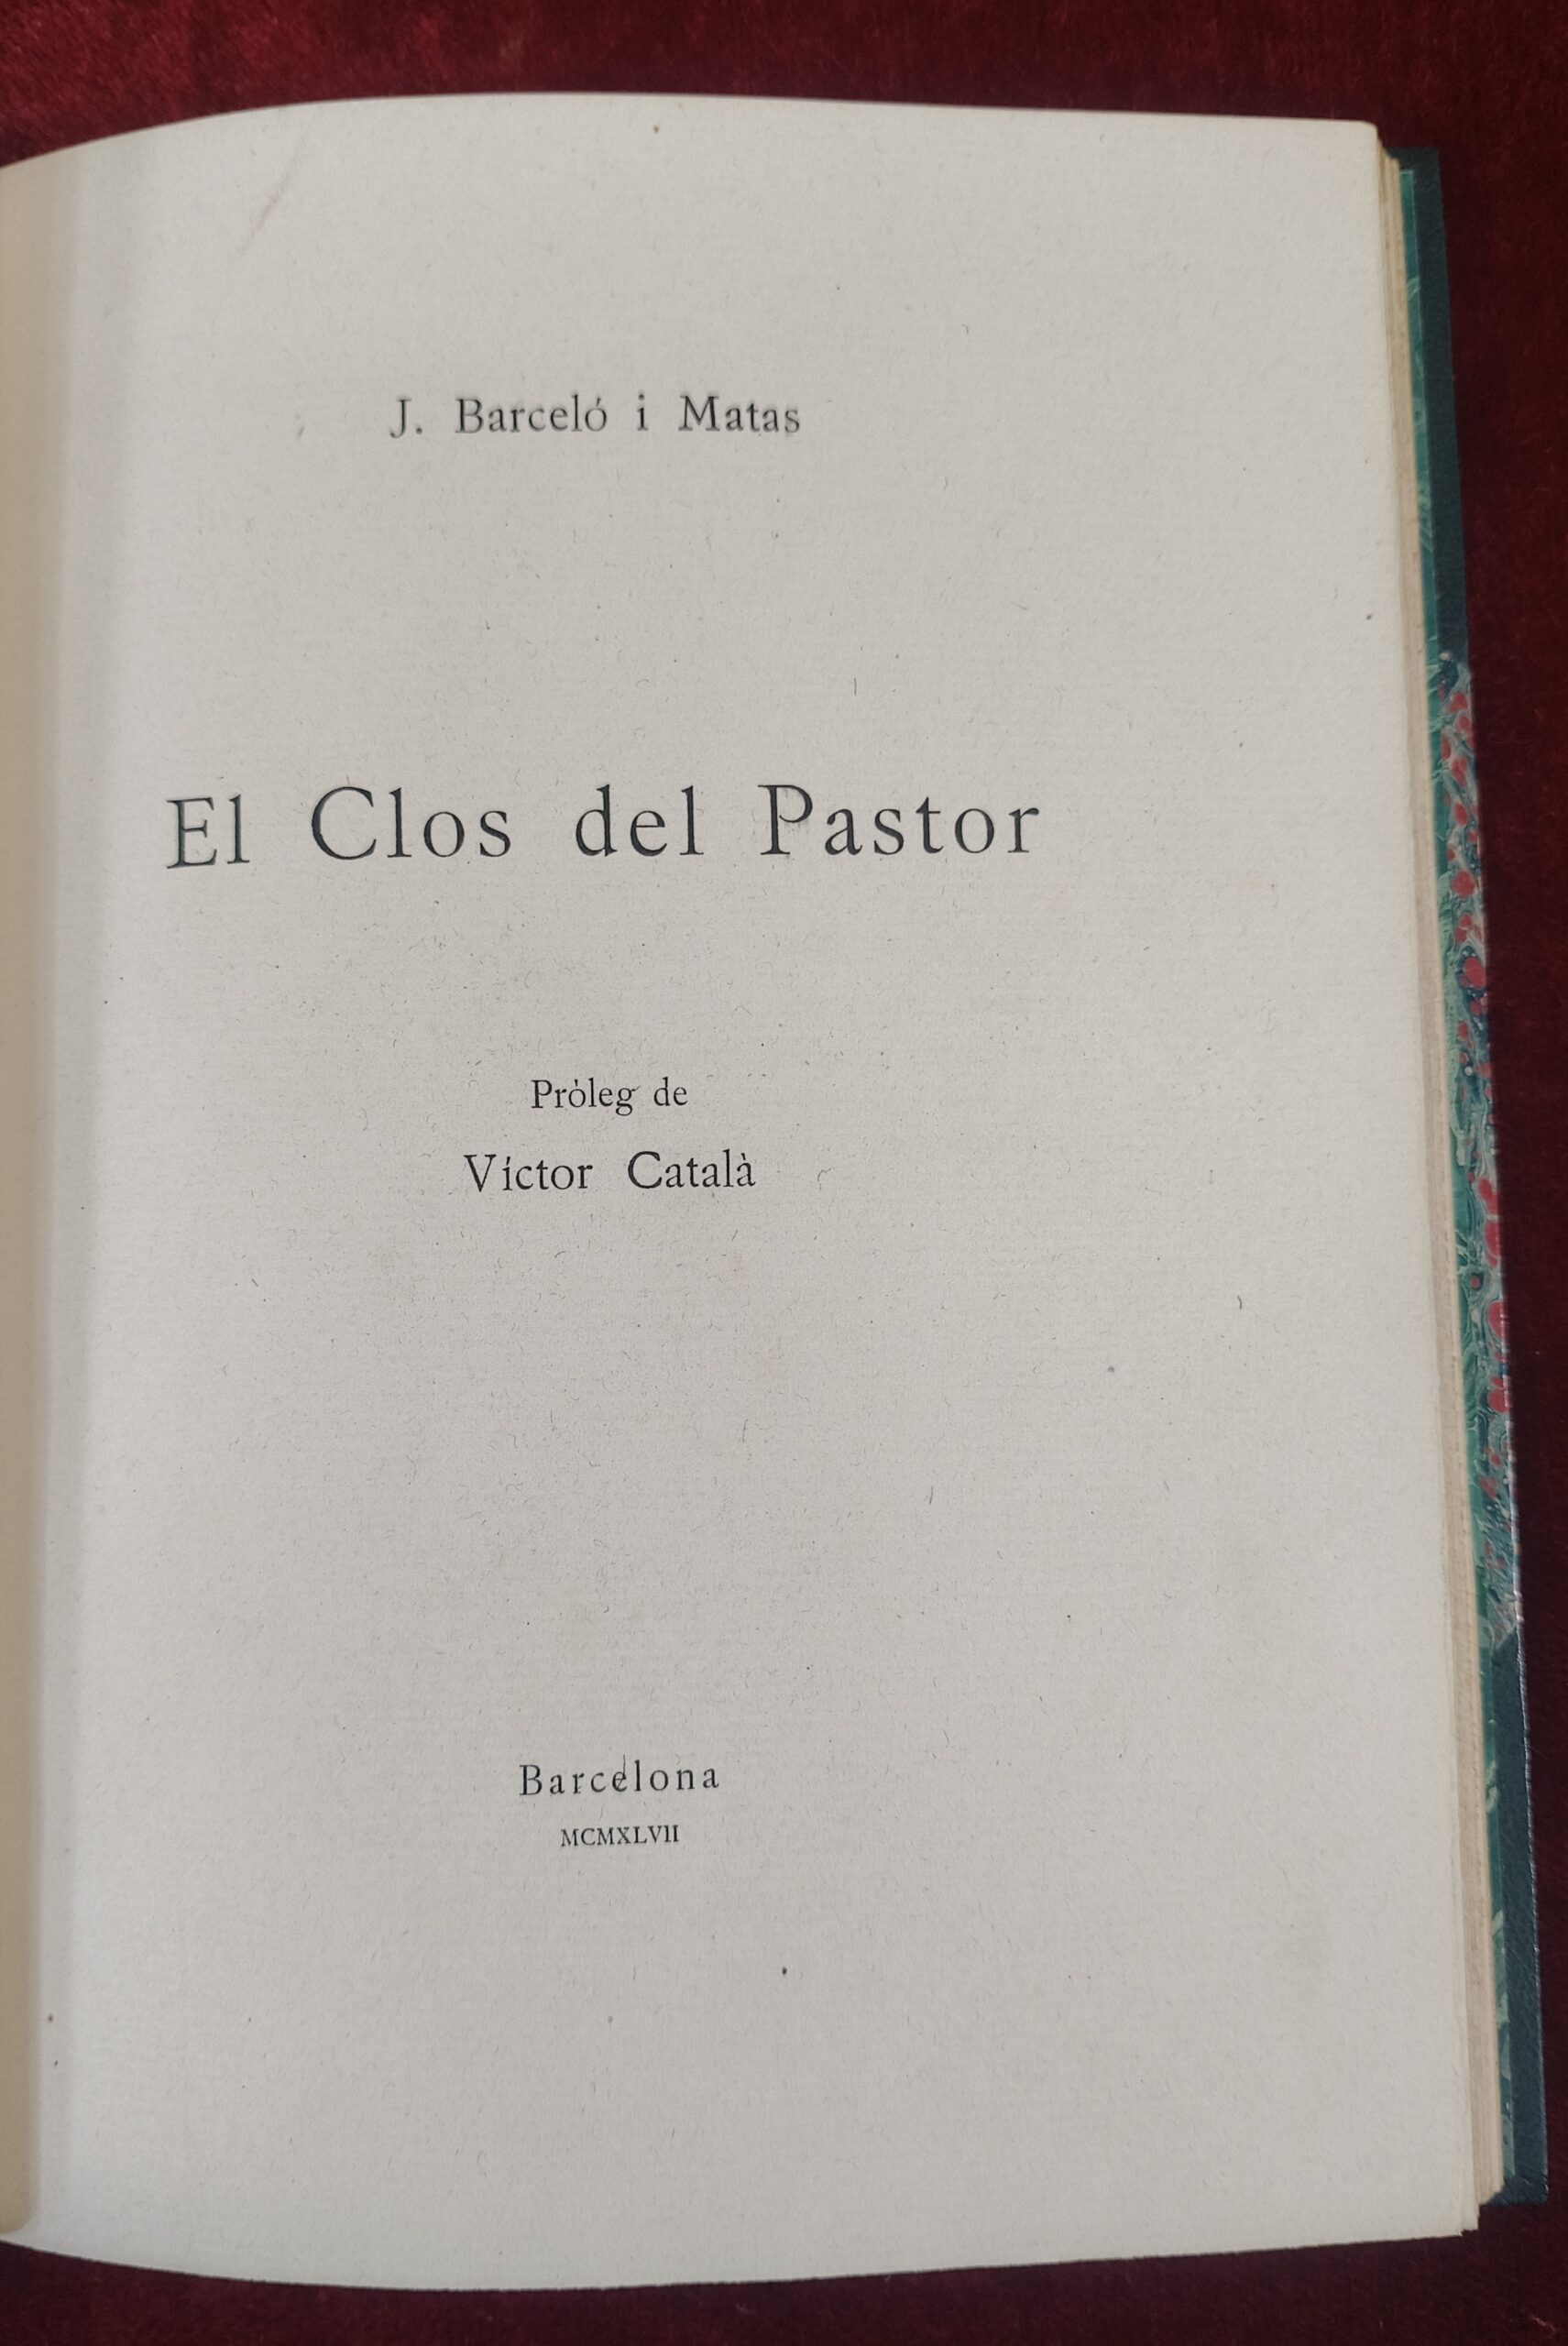 J. Barceló i Matas
El Clos del Pastor
Pròleg de
Víctor Català
Barcelona
MCMXLVII